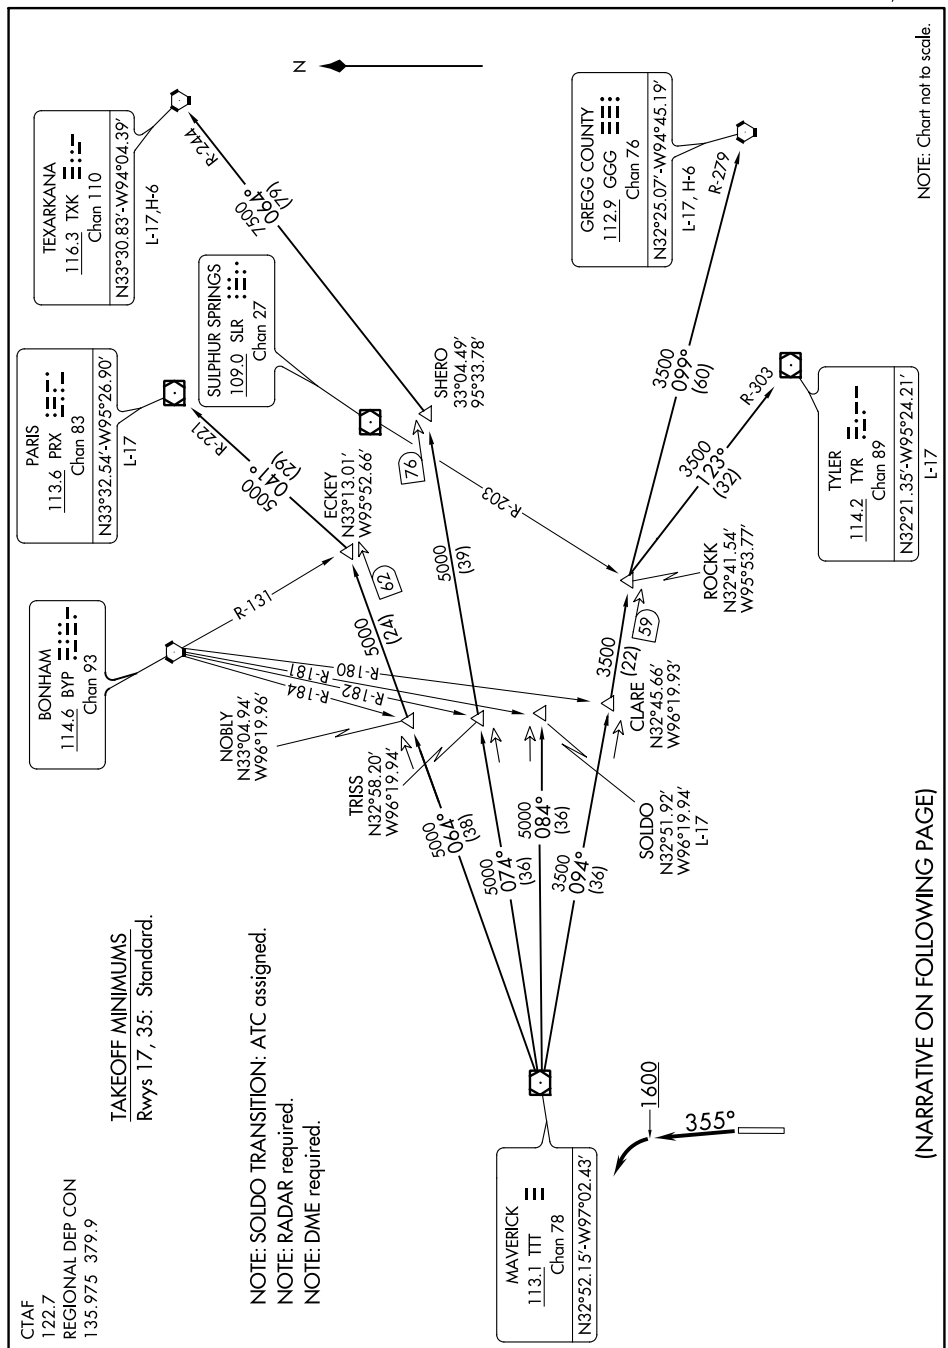 CTAF
122.7
REGIONAL DEP CON
135.975 379.9
TAKEOFF MINIMUMS
Rwys 17, 35: Standard.
NOTE: SOLDO TRANSITION: ATC assigned.
NOTE: RADAR required.
NOTE: DME required.
BONHAM
114.6 BYP
Chan 93
PARIS
113.6 PRX
Chan 83
N33°32.54′-W95°26.90′
L-17
TEXARKANA
116.3 TXK
Chan 110
N33°30.83′-W94°04.39′
L-17,H-6
SULPHUR SPRINGS
109.0 SLR
Chan 27
N
R-244
7500
064°
(79)
R-221
5000
041°
(29)
ECKEY
N33°13.01′
W95°52.66′
SHERO
33°04.49′
95°33.78′
76
R-203
R-131
62
5000
(24)
5000
(39)
R-184
R-182
R-181
R-180
NOBLY
N33°04.94′
W96°19.96′
TRISS
N32°58.20′
W96°19.94′
5000
064°
(38)
5000
074°
(36)
5000
084°
(36)
3500
094°
(36)
SOLDO
N32°51.92′
W96°19.94′
L-17
CLARE
N32°45.66′
W96°19.93′
3500
(22)
59
ROCKK
N32°41.54′
W95°53.77′
3500
099°
(60)
R-279
3500
123°
(32)
R-303
GREGG COUNTY
112.9 GGG
Chan 76
N32°25.07′-W94°45.19′
L-17, H-6
TYLER
114.2 TYR
Chan 89
N32°21.35′-W95°24.21′
L-17
MAVERICK
113.1 TTT
Chan 78
N32°52.15′-W97°02.43′
1600
355°
NOTE: Chart not to scale.
(NARRATIVE ON FOLLOWING PAGE)